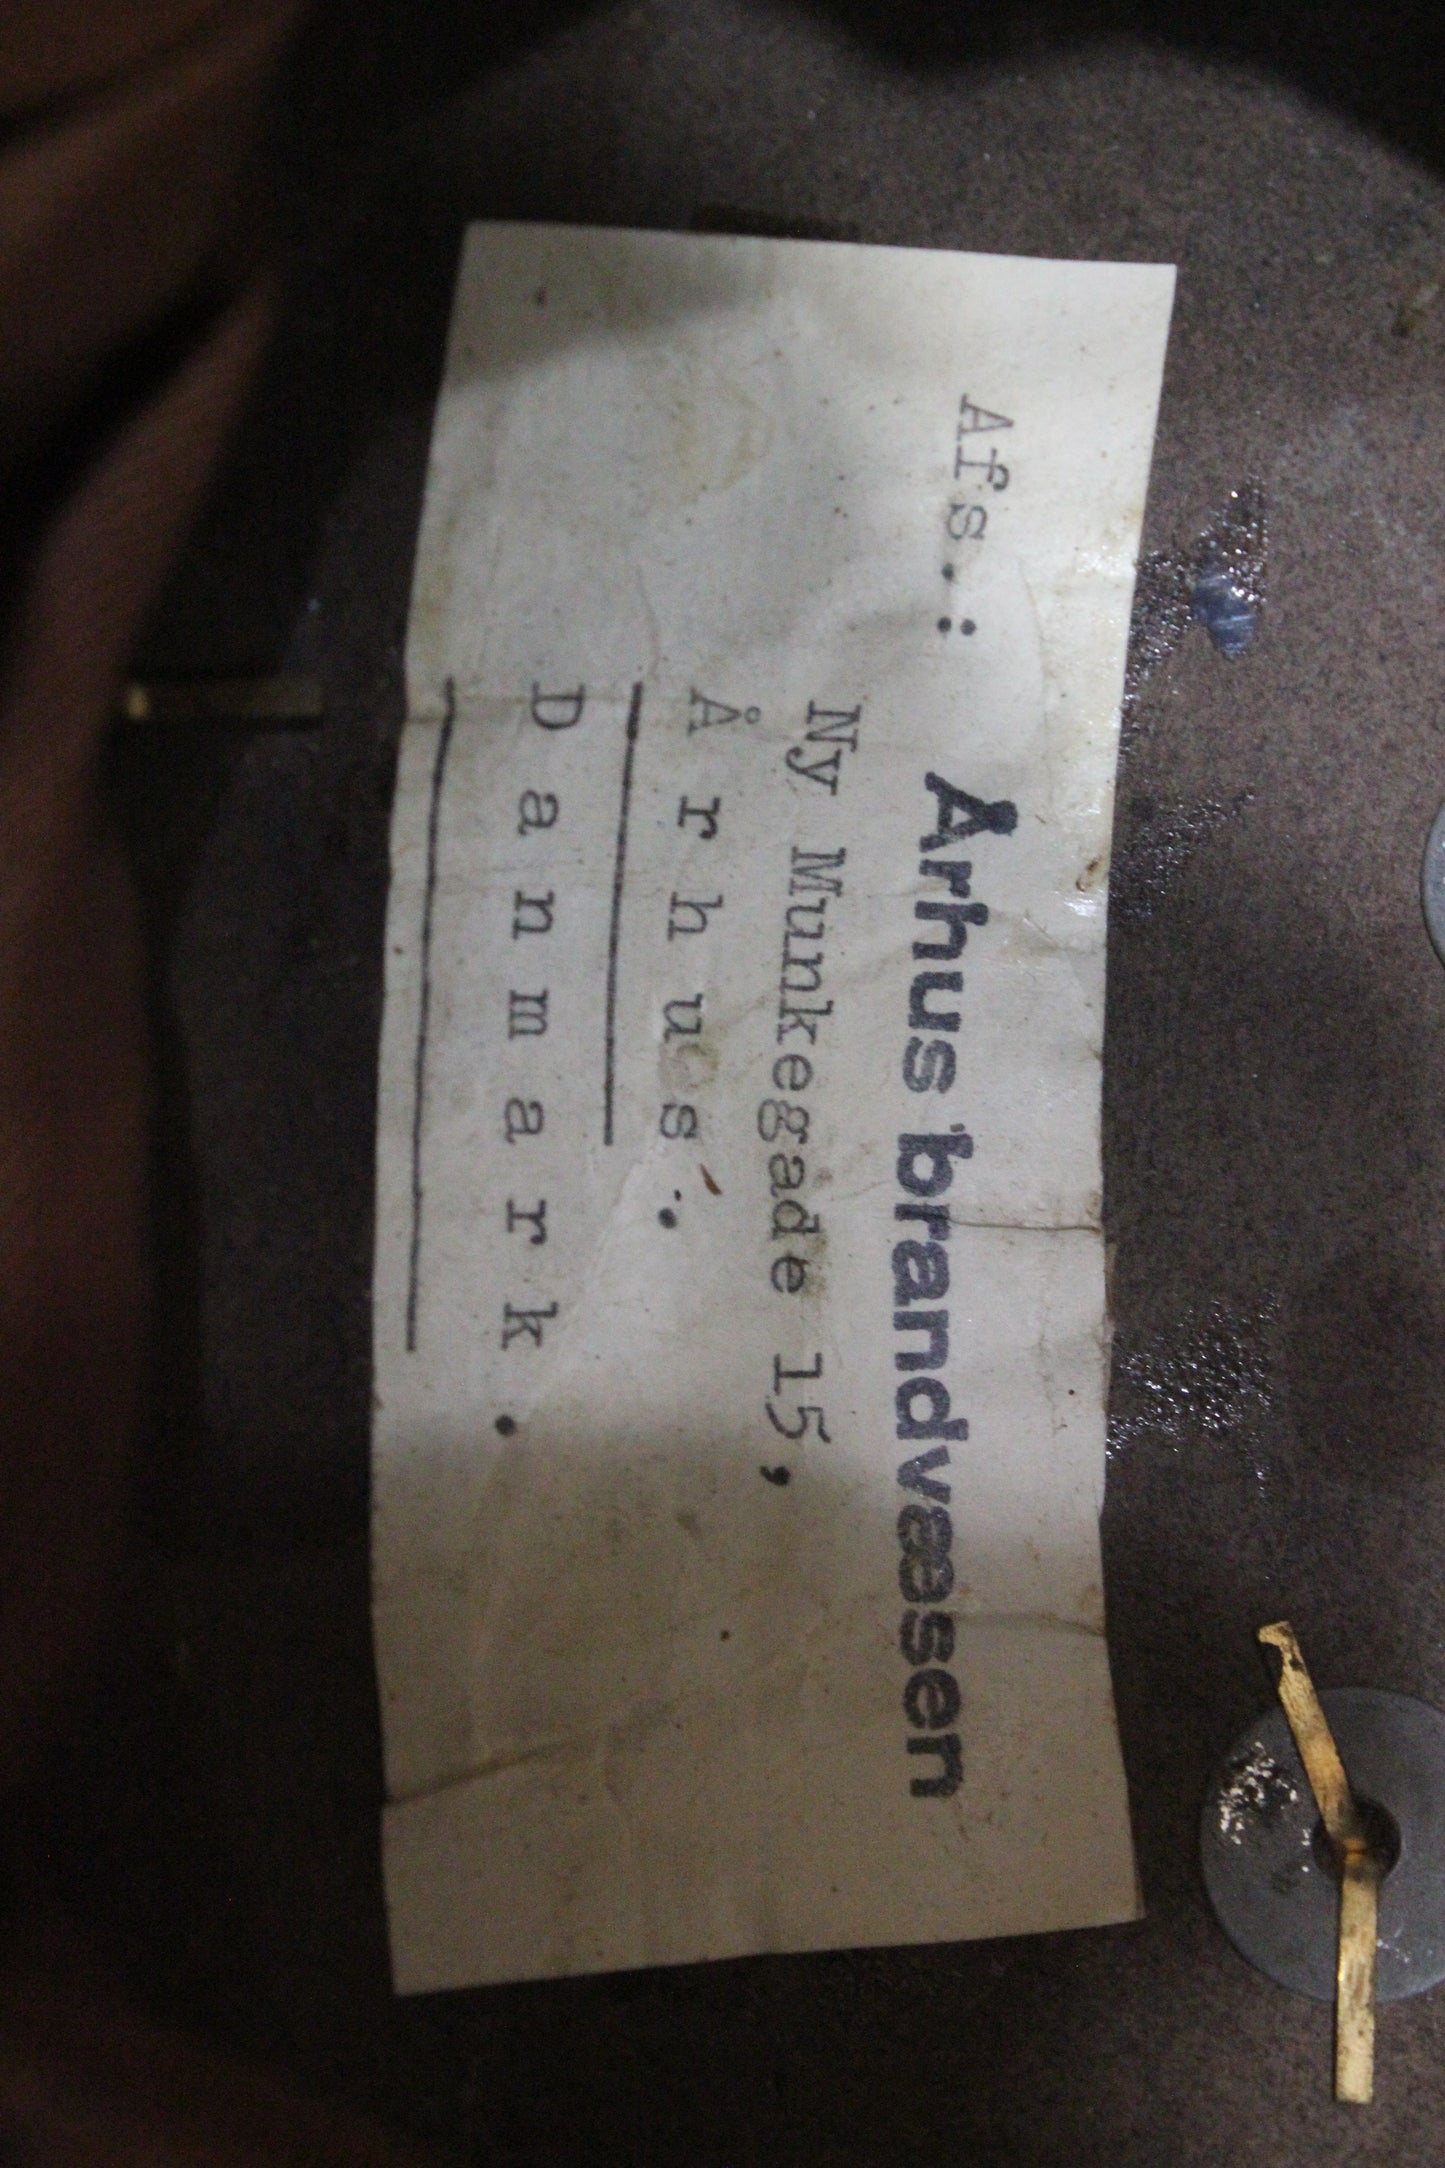 Afs.: Århus brandvæsen
Ny Munkegade 15,
Århus.
Danmark.